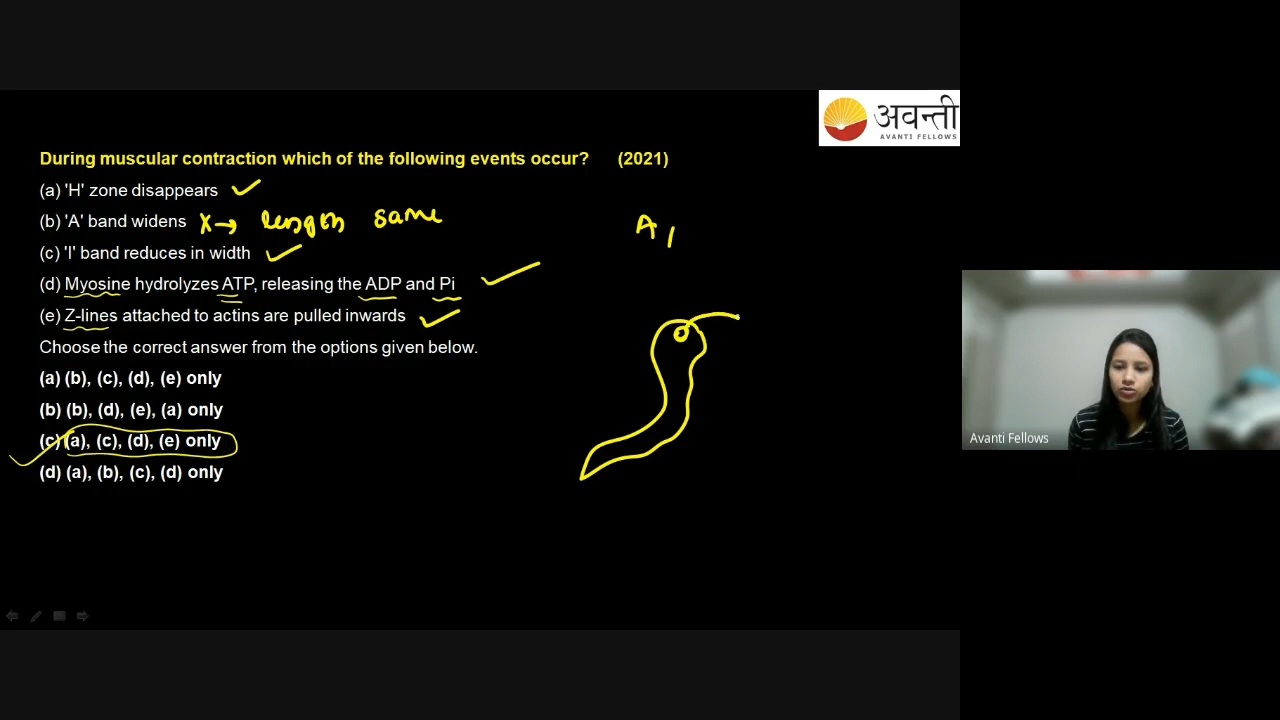 अवन्ती
AVANTI FELLOWS
During muscular contraction which of the following events occur? (2021)
(a) 'H' zone disappears
(b) 'A' band widens X→ length same
(c) 'I' band reduces in width
(d) Myosine hydrolyzes ATP, releasing the ADP and Pi
(e) Z-lines attached to actins are pulled inwards
Choose the correct answer from the options given below.
(a) (b), (c), (d), (e) only
(b) (b), (d), (e), (a) only
(c) (a), (c), (d), (e) only
(d) (a), (b), (c), (d) only
A
Avanti Fellows